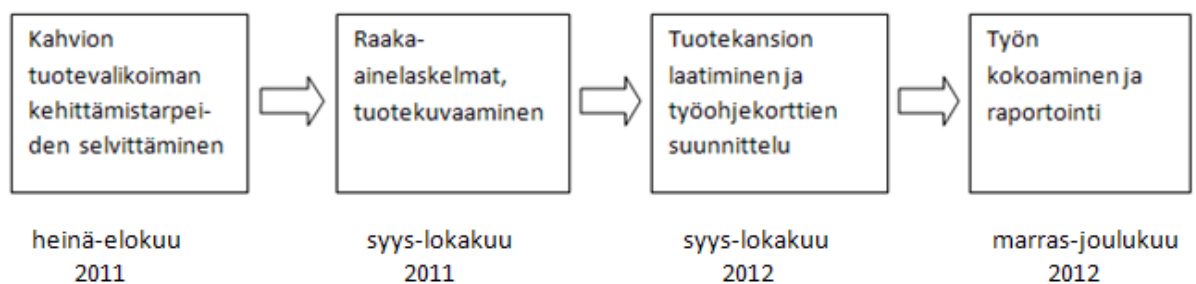 Kahvion
tuotevalikoiman
kehittämistarpei-
den selvittäminen
Raaka-
ainelaskelmat,
tuotekuvaaminen
Tuotekansion
laatiminen ja
työohjekorttien
suunnittelu
Työn
kokoaminen ja
raportointi
heinä-elokuu
2011
syys-lokakuu
2011
syys-lokakuu
2012
marras-joulukuu
2012